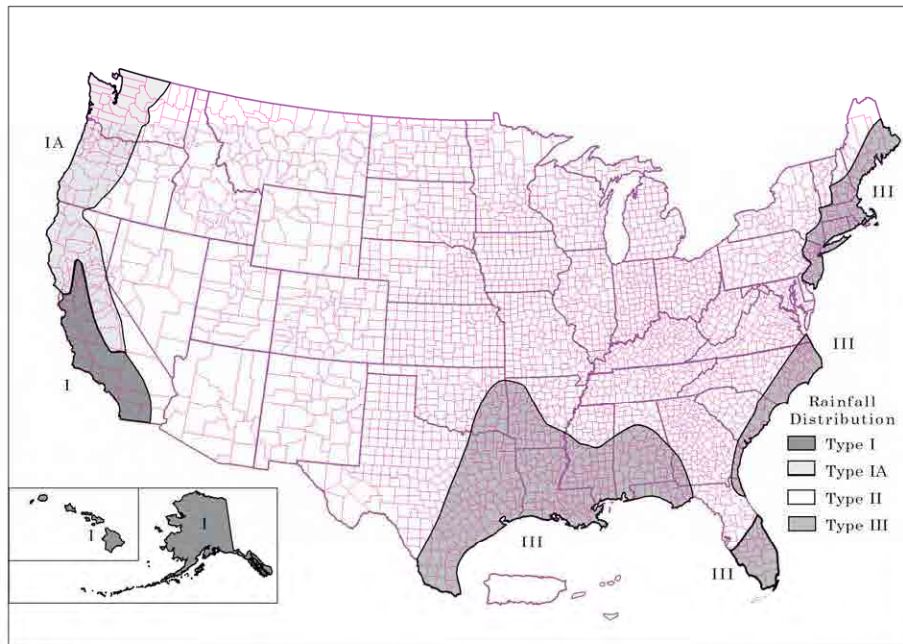 IA
III
III
I
Rainfall
Distribution
Type I
Type IA
Type II
Type III
I
I
III
III